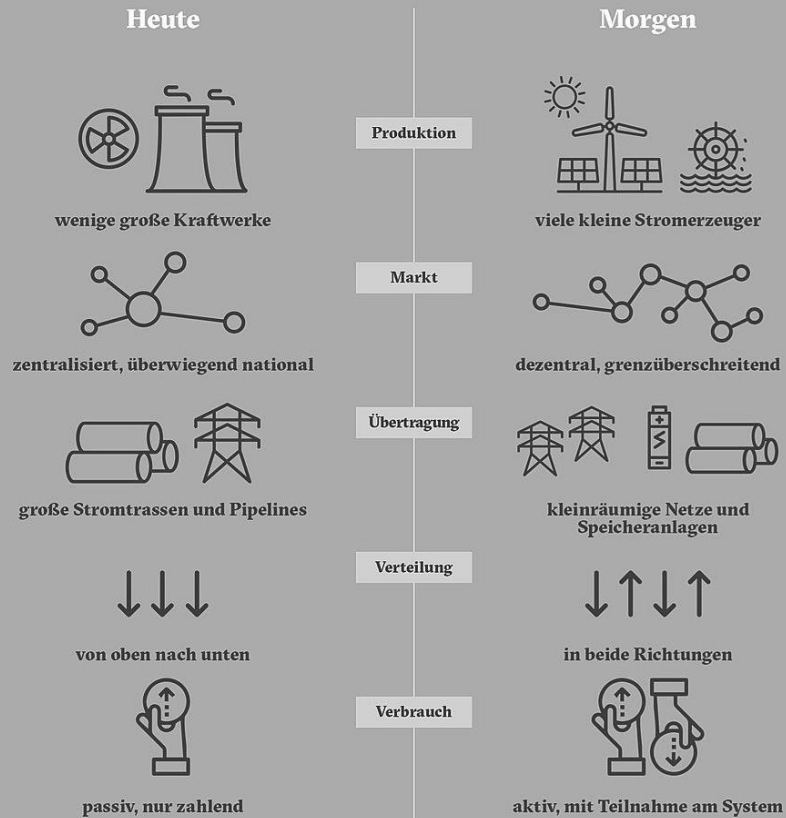 Heute
Morgen
Produktion
wenige große Kraftwerke
viele kleine Stromerzeuger
Markt
zentralisiert, überwiegend national
dezentral, grenzüberschreitend
Übertragung
große Stromtrassen und Pipelines
kleinräumige Netze und
Speicheranlagen
Verteilung
von oben nach unten
in beide Richtungen
Verbrauch
passiv, nur zahlend
aktiv, mit Teilnahme am System